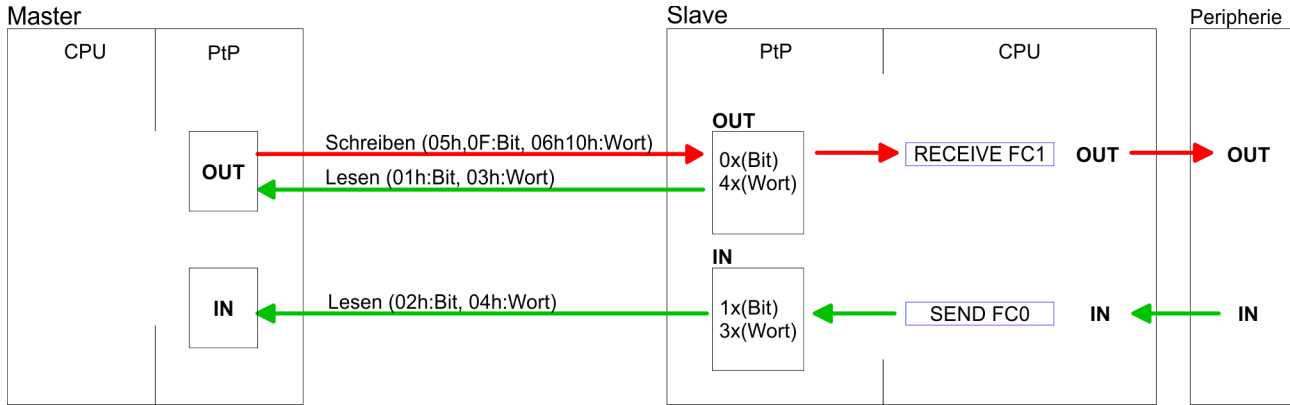 Master
Slave
Peripherie
CPU
PtP
PtP
CPU
OUT
Schreiben (05h,0F:Bit, 06h10h:Wort)
OUT
0x(Bit)
4x(Wort)
RECEIVE FC1
OUT
OUT
Lesen (01h:Bit, 03h:Wort)
IN
Lesen (02h:Bit, 04h:Wort)
IN
1x(Bit)
3x(Wort)
SEND FC0
IN
IN